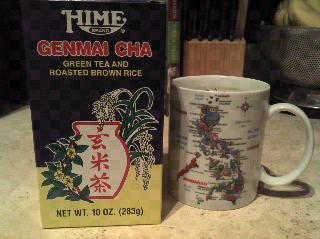 HIME
BRAND
GENMAI CHA
GREEN TEA AND
ROASTED BROWN RICE
玄
米
茶
NET WT. 10 OZ. (283g)